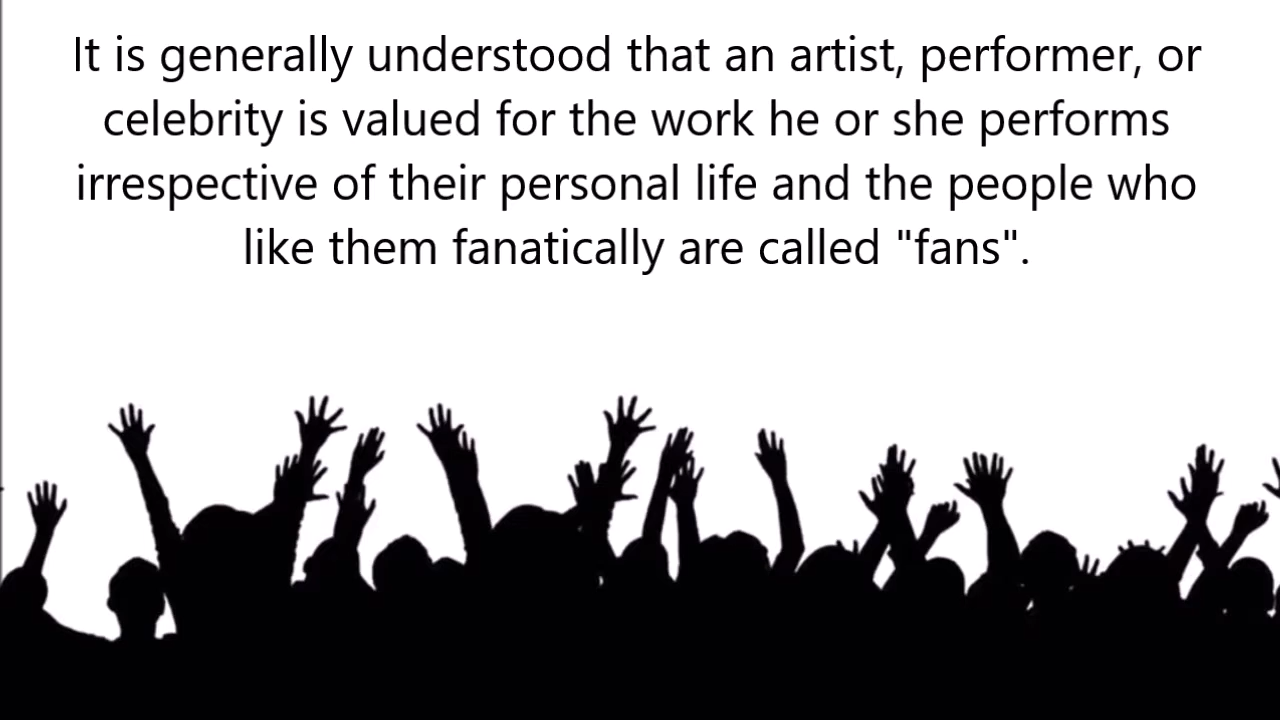 It is generally understood that an artist, performer, or
celebrity is valued for the work he or she performs
irrespective of their personal life and the people who
like them fanatically are called "fans".